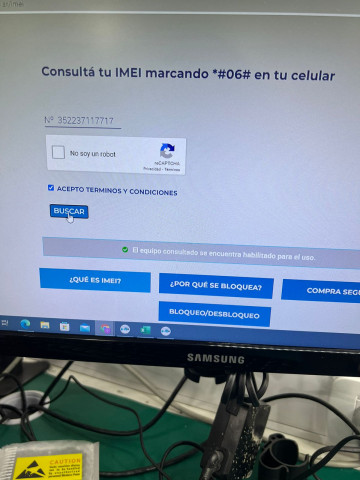 Consultá tu IMEI marcando *#06# en tu celular
N° 352237117717
No soy un robot
reCAPTCHA
Privacidad - Términos
ACEPTO TERMINOS Y CONDICIONES
BUSCAR
El equipo consultado se encuentra habilitado para el uso.
¿QUÉ ES IMEI?
¿POR QUÉ SE BLOQUEA?
COMPRA SEG
BLOQUEO/DESBLOQUEO
SAMSUNG
CAUTION